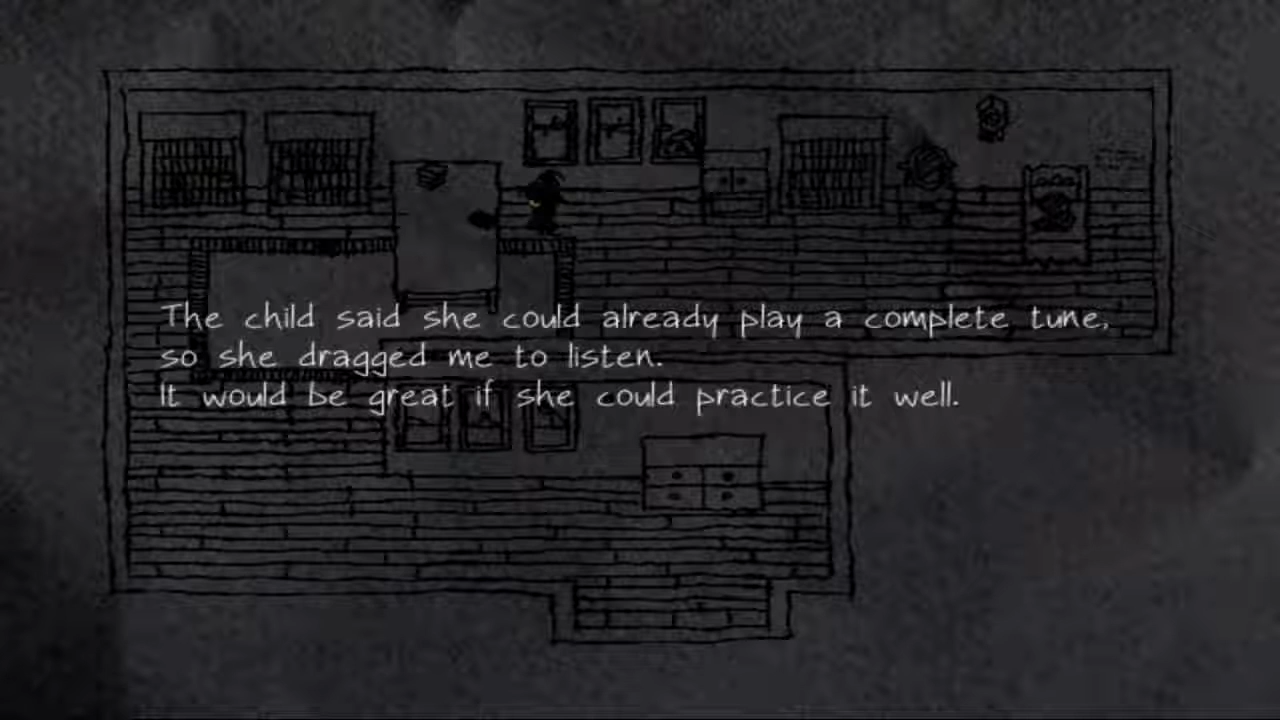 The child said she could already play a complete tune,
so she dragged me to listen.
It would be great if she could practice it well.